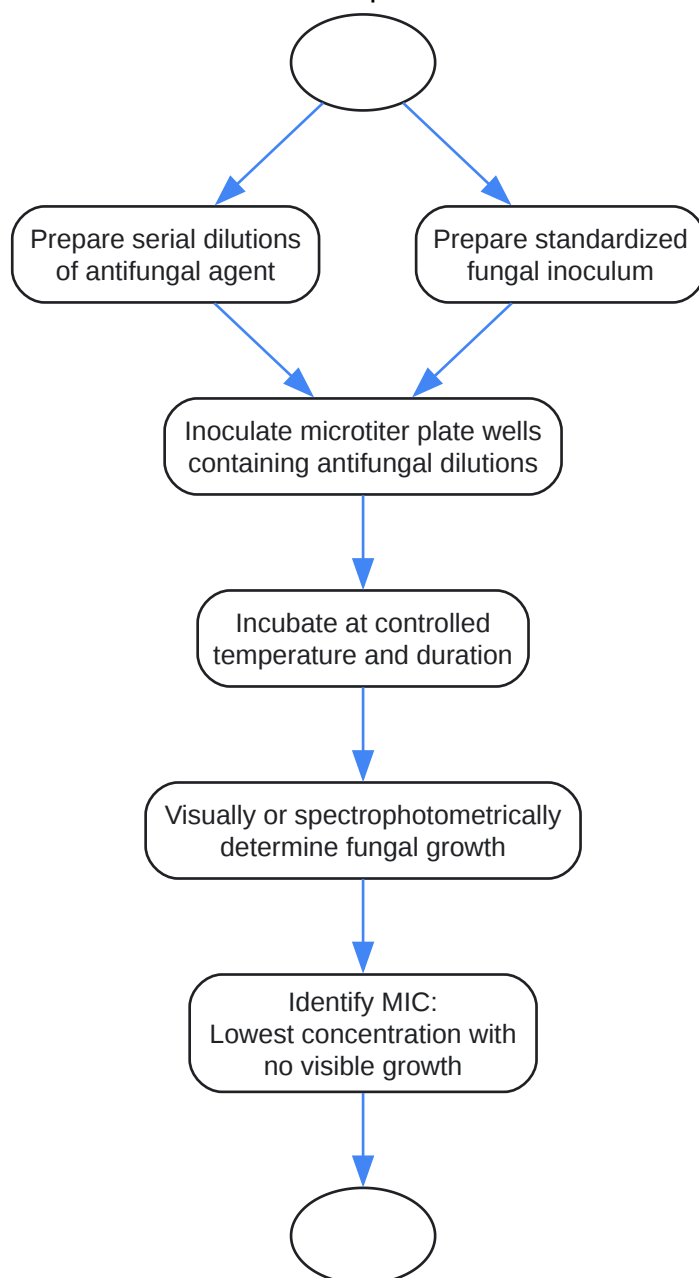 Prepare serial dilutions
of antifungal agent
Prepare standardized
fungal inoculum
Inoculate microtiter plate wells
containing antifungal dilutions
Incubate at controlled
temperature and duration
Visually or spectrophotometrically
determine fungal growth
Identify MIC:
Lowest concentration with
no visible growth